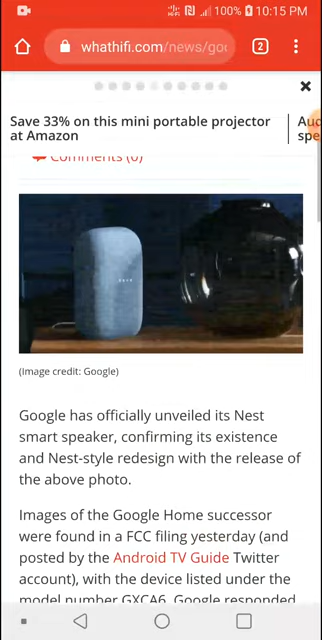 100% 10:15 PM
whathifi.com/news/goo
2
Save 33% on this mini portable projector
at Amazon
Aud
spe
Comments (0)
(Image credit: Google)
Google has officially unveiled its Nest
smart speaker, confirming its existence
and Nest-style redesign with the release of
the above photo.
Images of the Google Home successor
were found in a FCC filing yesterday (and
posted by the Android TV Guide Twitter
account), with the device listed under the
model number GXCA6. Google responded